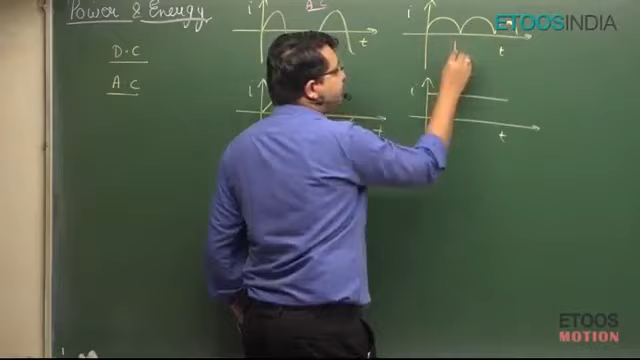 Power & Energy
D.C
A C
A C
i
t
i
t
i
i
t
ETOOSINDIA
ETOOS
MOTION